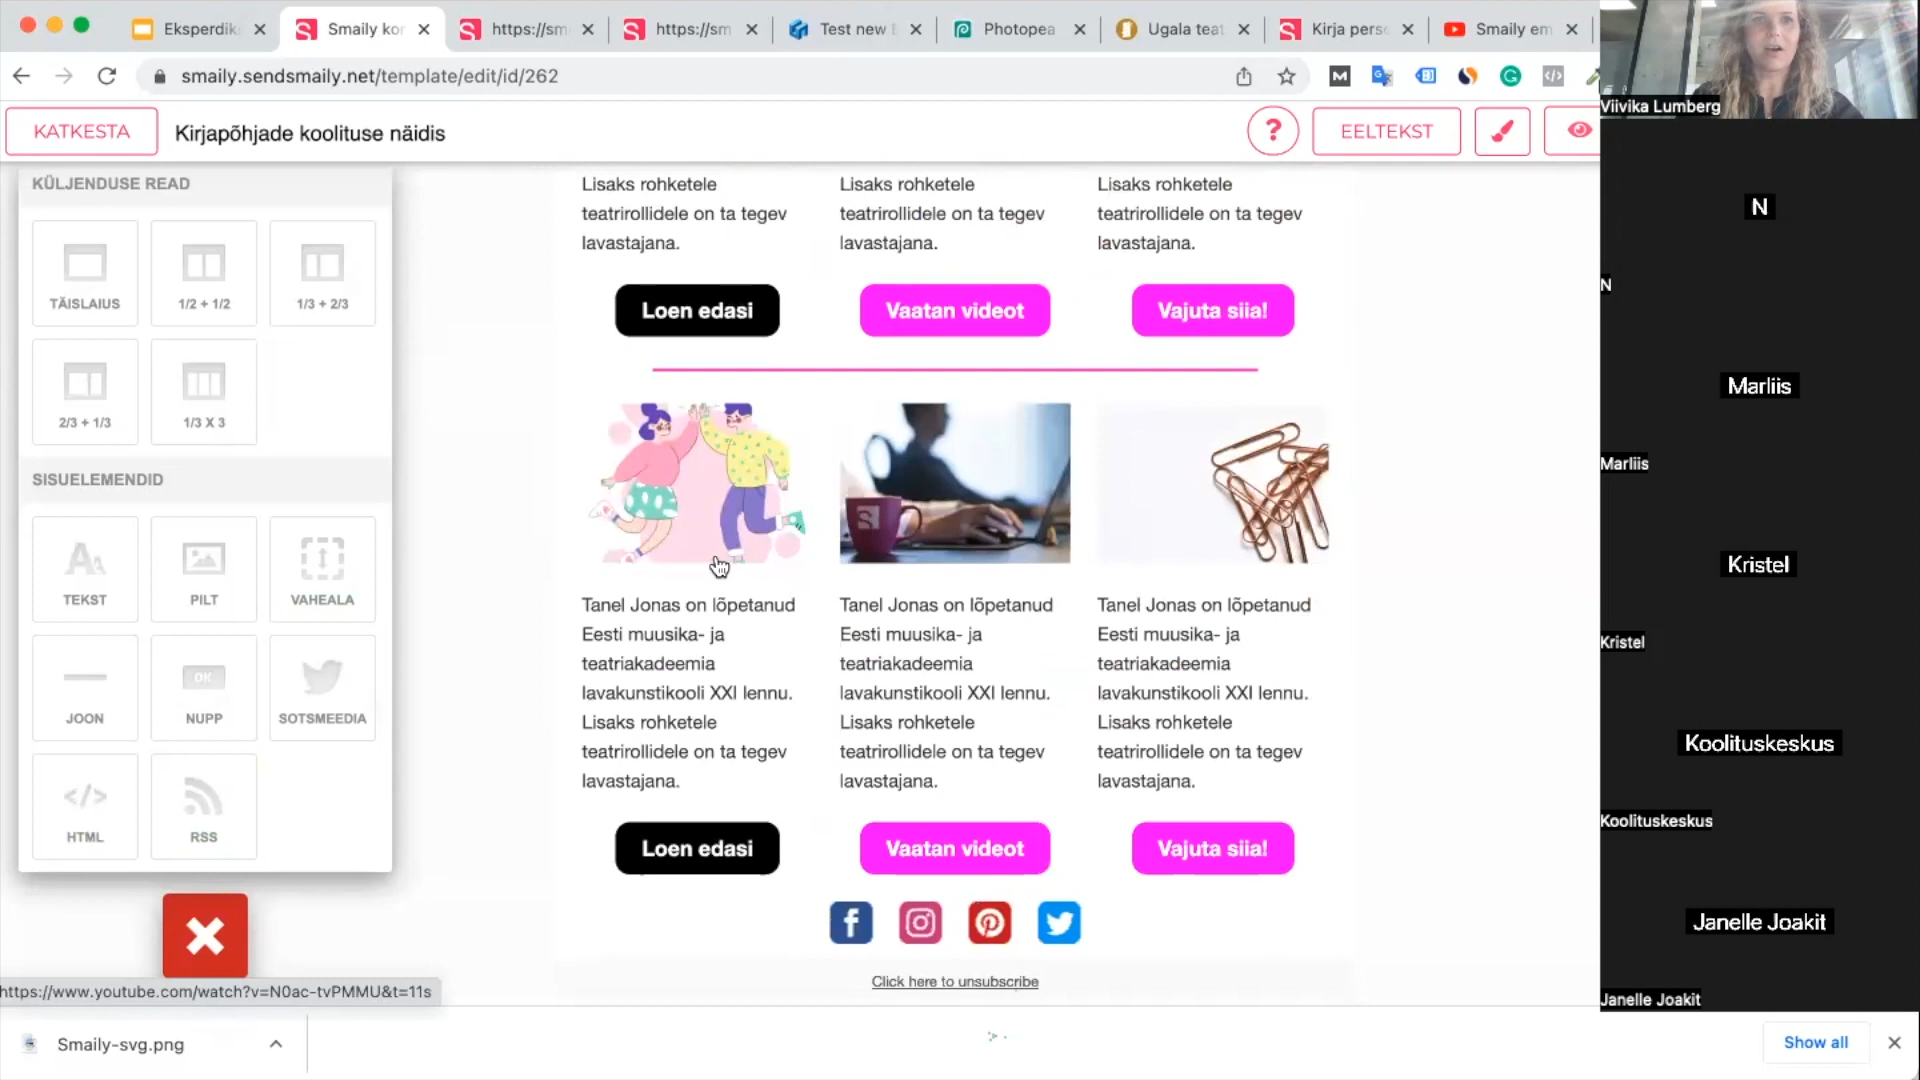 Eksperdik
Smaily kor
https://sm
https://sm
Test new E
Photopea
Ugala teat
Kirja perso
Smaily em
smaily.sendsmaily.net/template/edit/id/262
Viivika Lumberg
KATKESTA
Kirjapõhjade koolituse näidis
?
EELTEKST
KÜLJENDUSE READ
TÄISLAIUS
1/2 + 1/2
1/3 + 2/3
2/3 + 1/3
1/3 X 3
SISUELEMENDID
TEKST
PILT
VAHEALA
JOON
OK
NUPP
SOTSMEEDIA
</>
HTML
RSS
Lisaks rohketele
teatrirollidele on ta tegev
lavastajana.
Lisaks rohketele
teatrirollidele on ta tegev
lavastajana.
Lisaks rohketele
teatrirollidele on ta tegev
lavastajana.
Loen edasi
Vaatan videot
Vajuta siia!
Tanel Jonas on lõpetanud
Eesti muusika- ja
teatriakadeemia
lavakunstikooli XXI lennu.
Lisaks rohketele
teatrirollidele on ta tegev
lavastajana.
Tanel Jonas on lõpetanud
Eesti muusika- ja
teatriakadeemia
lavakunstikooli XXI lennu.
Lisaks rohketele
teatrirollidele on ta tegev
lavastajana.
Tanel Jonas on lõpetanud
Eesti muusika- ja
teatriakadeemia
lavakunstikooli XXI lennu.
Lisaks rohketele
teatrirollidele on ta tegev
lavastajana.
Loen edasi
Vaatan videot
Vajuta siia!
Click here to unsubscribe
https://www.youtube.com/watch?v=N0ac-tvPMMU&t=11s
Smaily-svg.png
Show all
N
N
Marliis
Marliis
Kristel
Kristel
Koolituskeskus
Koolituskeskus
Janelle Joakit
Janelle Joakit